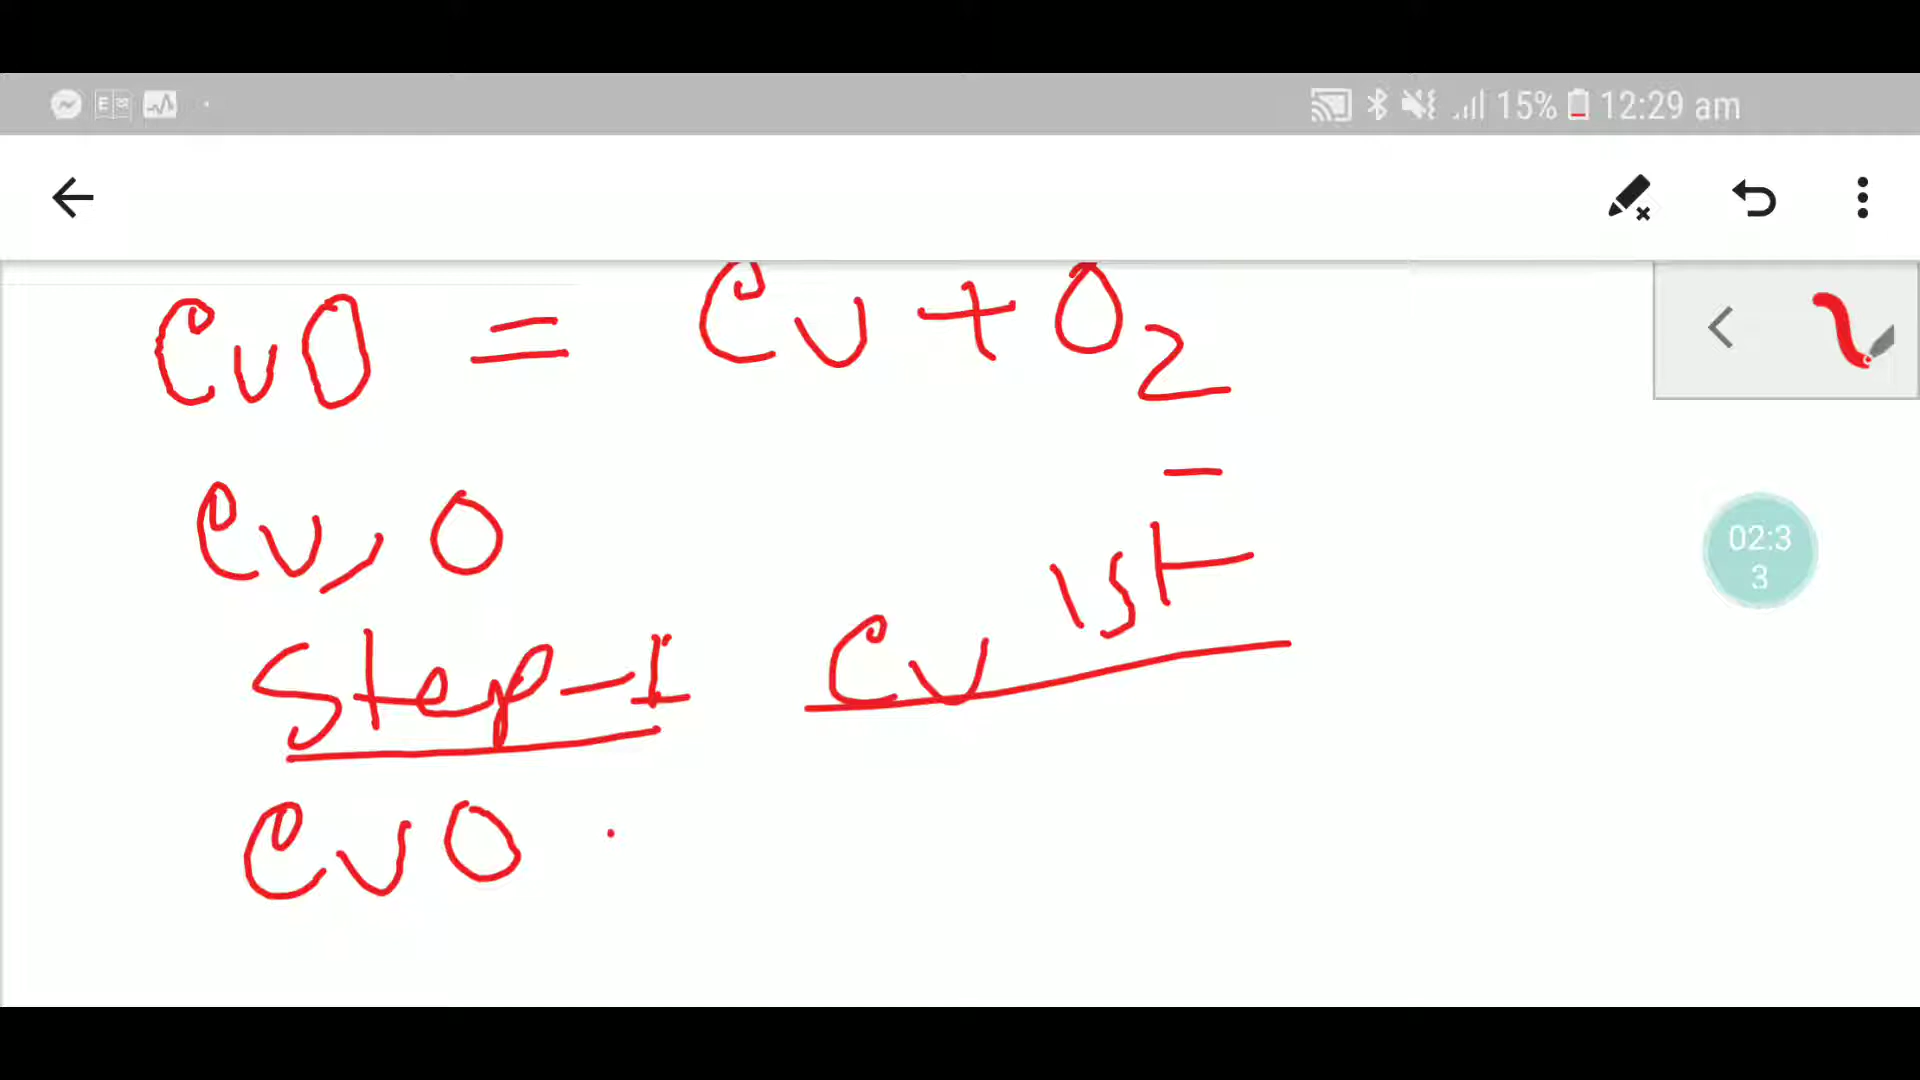 15% 12:29 am
CuO = Cu + O2
Cu, O
Step-I Cu 1st
CuO
02:3
3